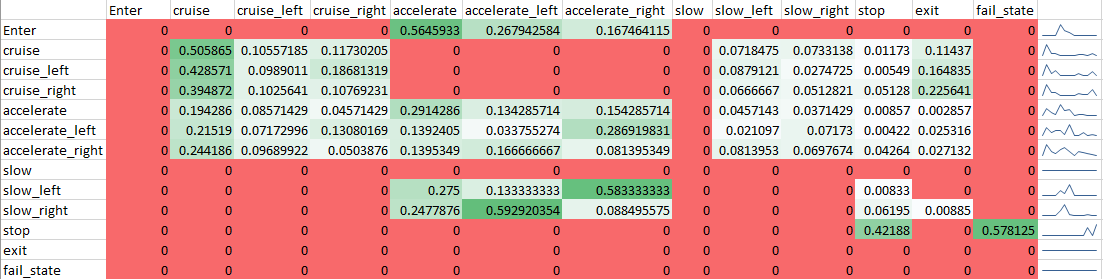 Enter cruise cruise_left cruise_right accelerate accelerate_left accelerate_right slow slow_left slow_right stop exit fail_state
Enter 0 0 0 0 0.5645933 0.267942584 0.167464115 0 0 0 0 0 0
cruise 0 0.505865 0.10557185 0.11730205 0 0 0 0 0.0718475 0.0733138 0.01173 0.11437 0
cruise_left 0 0.428571 0.0989011 0.18681319 0 0 0 0 0.0879121 0.0274725 0.00549 0.164835 0
cruise_right 0 0.394872 0.1025641 0.10769231 0 0 0 0 0.0666667 0.0512821 0.05128 0.225641 0
accelerate 0 0.194286 0.08571429 0.04571429 0.2914286 0.134285714 0.154285714 0 0.0457143 0.0371429 0.00857 0.002857 0
accelerate_left 0 0.21519 0.07172996 0.13080169 0.1392405 0.033755274 0.286919831 0 0.021097 0.07173 0.00422 0.025316 0
accelerate_right 0 0.244186 0.09689922 0.0503876 0.1395349 0.166666667 0.081395349 0 0.0813953 0.0697674 0.04264 0.027132 0
slow 0 0 0 0 0 0 0 0 0 0 0 0 0
slow_left 0 0 0 0 0.275 0.133333333 0.583333333 0 0 0 0.00833 0 0
slow_right 0 0 0 0 0.2477876 0.592920354 0.088495575 0 0 0 0.06195 0.00885 0
stop 0 0 0 0 0 0 0 0 0 0 0.42188 0 0.578125
exit 0 0 0 0 0 0 0 0 0 0 0 0 0
fail_state 0 0 0 0 0 0 0 0 0 0 0 0 0